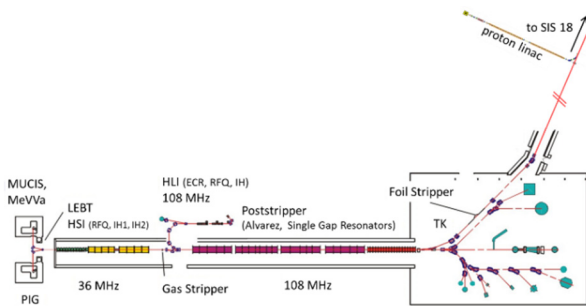 to SIS 18
proton linac
MUCIS,
MeVVa
LEBT
HSI (RFQ, IH1, IH2)
HLI (ECR, RFQ, IH)
108 MHz
Poststripper
(Alvarez, Single Gap Resonators)
Foil Stripper
TK
PIG
36 MHz
Gas Stripper
108 MHz